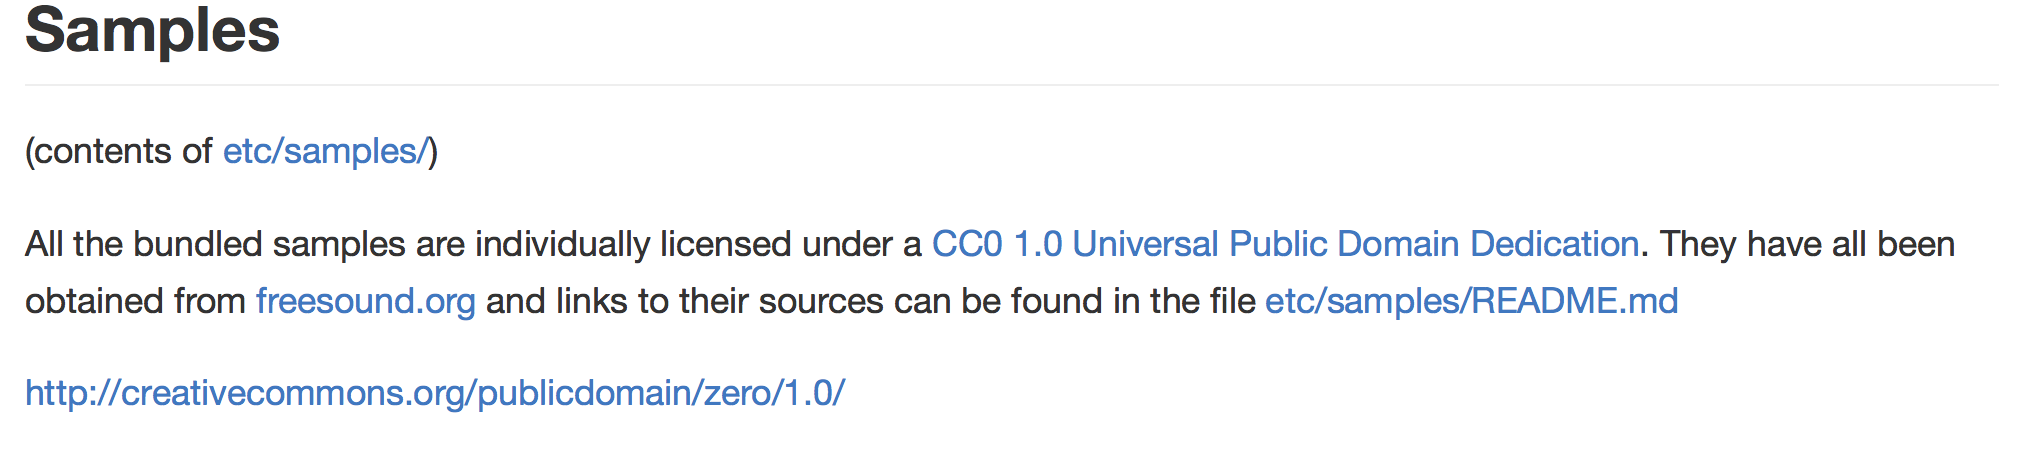 Samples
(contents of etc/samples/)
All the bundled samples are individually licensed under a CC0 1.0 Universal Public Domain Dedication. They have all been
obtained from freesound.org and links to their sources can be found in the file etc/samples/README.md
http://creativecommons.org/publicdomain/zero/1.0/